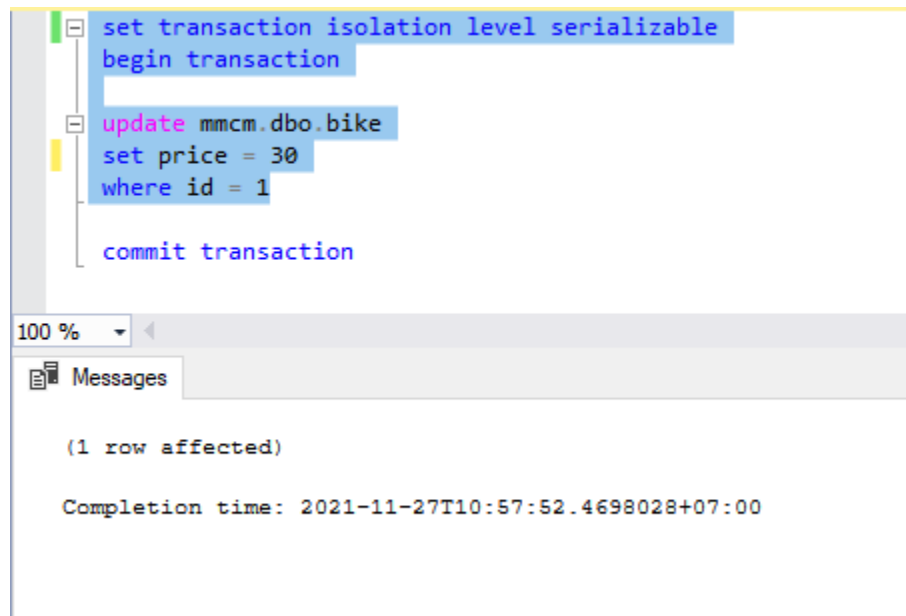 set transaction isolation level serializable
begin transaction
update mmcm.dbo.bike
set price = 30
where id = 1
commit transaction
100 %
Messages
(1 row affected)
Completion time: 2021-11-27T10:57:52.4698028+07:00